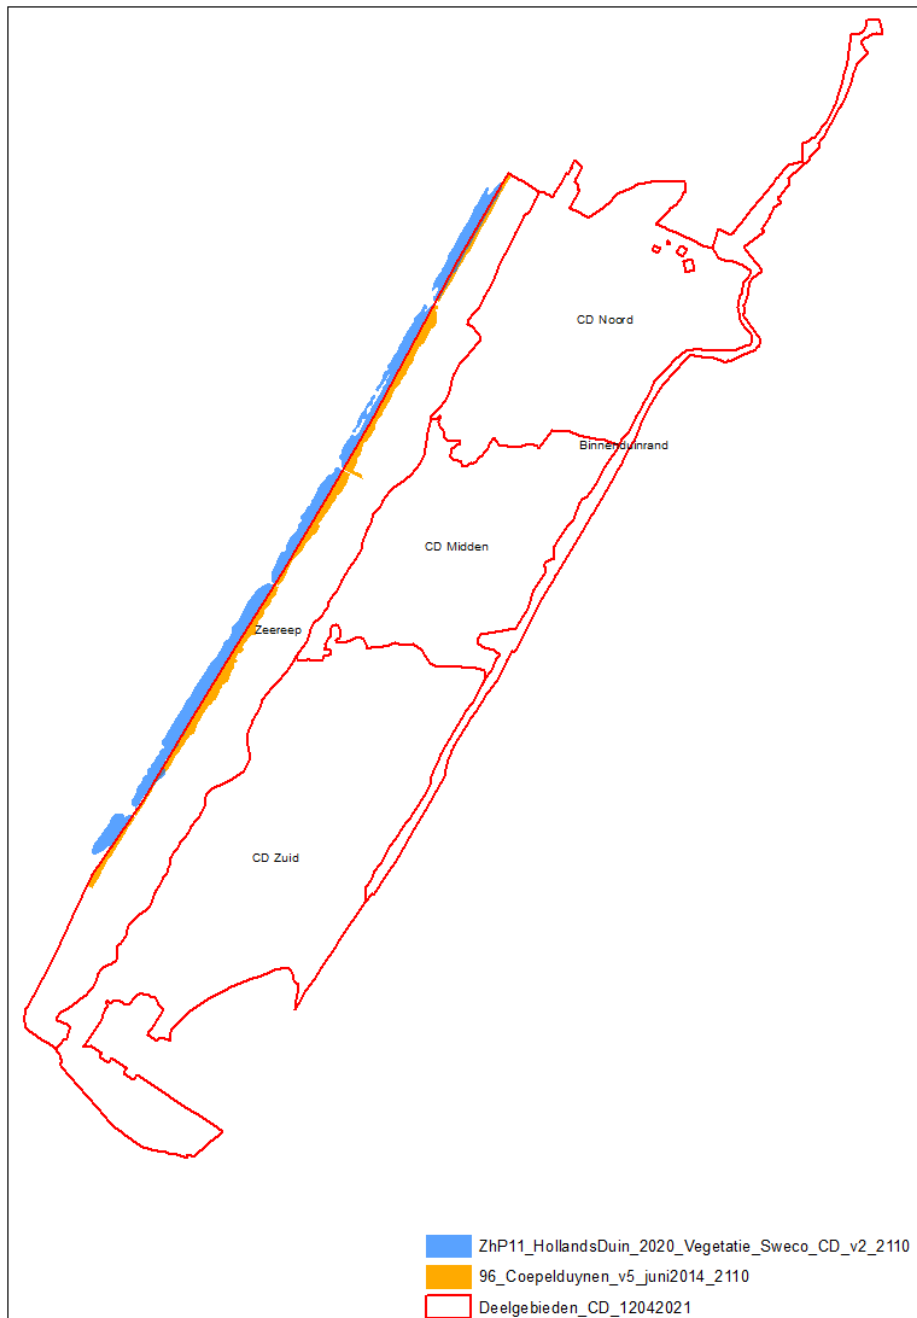 CD Noord
Binnenduinrand
CD Midden
Zeereep
CD Zuid
ZhP11_HollandsDuin_2020_Vegetatie_Sweco_CD_v2_2110
96_Coepelduynen_v5_juni2014_2110
Deelgebieden_CD_12042021